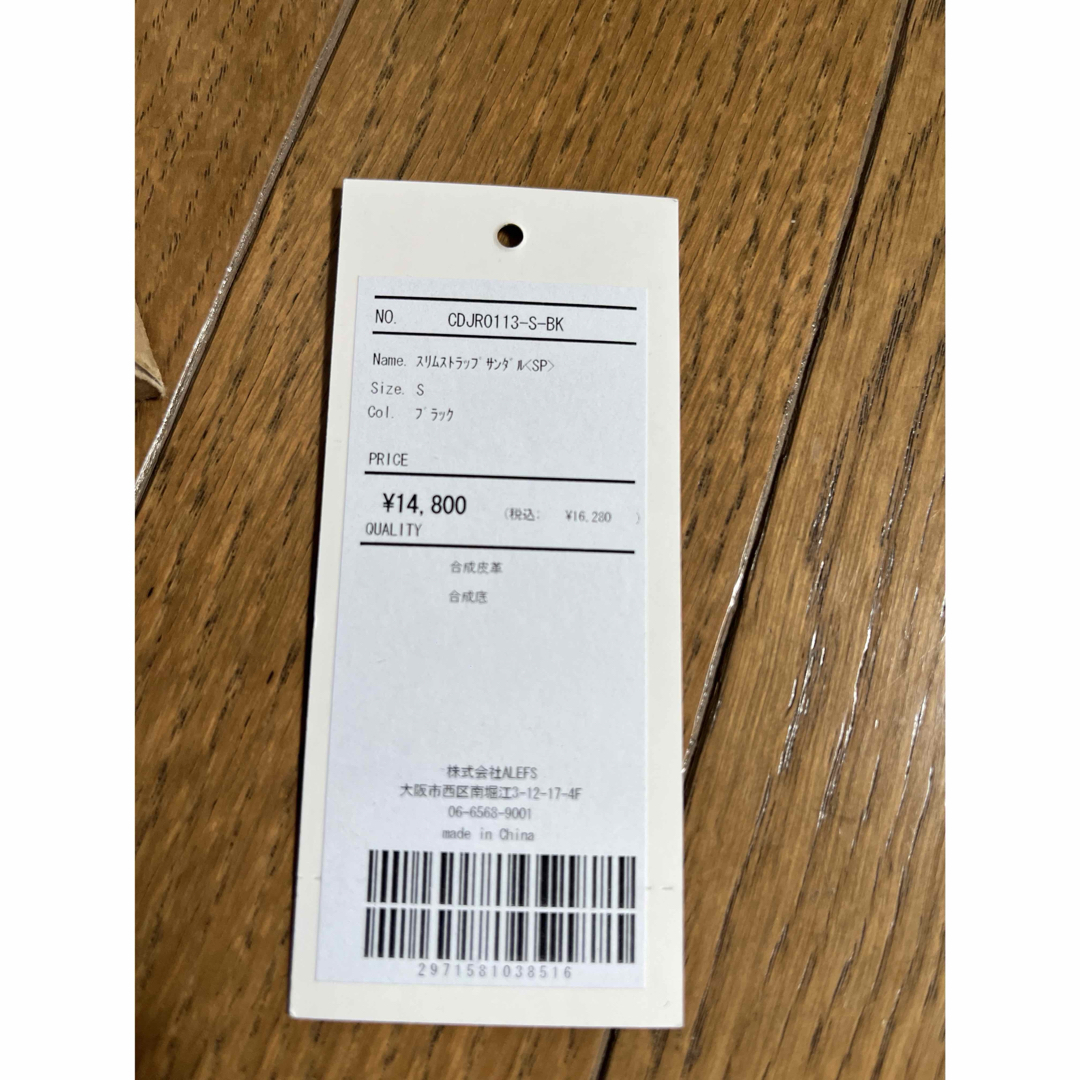 NO. CDJR0113-S-BK
Name. ｽﾘﾑｽﾄﾗｯﾌﾟｻﾝﾀﾞﾙ<SP>
Size. S
Col. ﾌﾞﾗｯｸ
PRICE
¥14,800 (税込: ¥16,280 )
QUALITY
合成皮革
合成底
株式会社ALEFS
大阪市西区南堀江3-12-17-4F
06-6568-9001
made in China
2971581038516